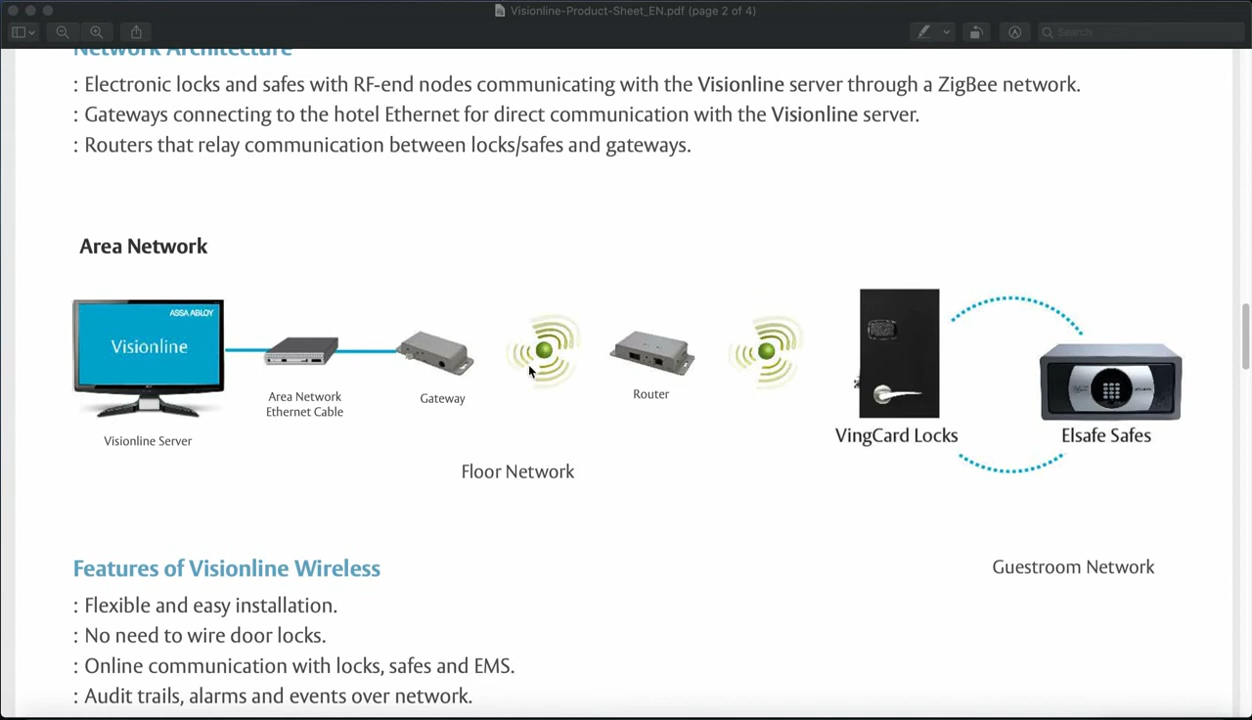 Visionline-Product-Sheet_EN.pdf (page 2 of 4)
Search
Network Architecture
: Electronic locks and safes with RF-end nodes communicating with the Visionline server through a ZigBee network.
: Gateways connecting to the hotel Ethernet for direct communication with the Visionline server.
: Routers that relay communication between locks/safes and gateways.
Area Network
ASSA ABLOY
Visionline
Visionline Server
Area Network
Ethernet Cable
Gateway
Router
VingCard Locks
Elsafe Safes
Floor Network
Guestroom Network
Features of Visionline Wireless
: Flexible and easy installation.
: No need to wire door locks.
: Online communication with locks, safes and EMS.
: Audit trails, alarms and events over network.